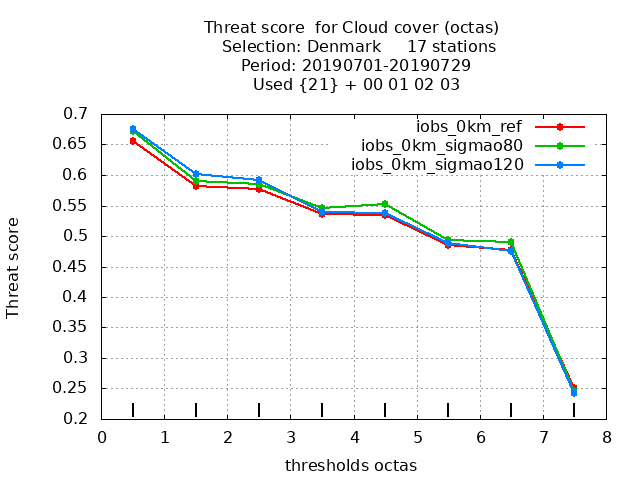 Threat score for Cloud cover (octas)
Selection: Denmark 17 stations
Period: 20190701-20190729
Used {21} + 00 01 02 03
iobs_0km_ref
iobs_0km_sigmao80
iobs_0km_sigmao120
Threat score
0.7
0.65
0.6
0.55
0.5
0.45
0.4
0.35
0.3
0.25
0.2
0 1 2 3 4 5 6 7 8
thresholds octas